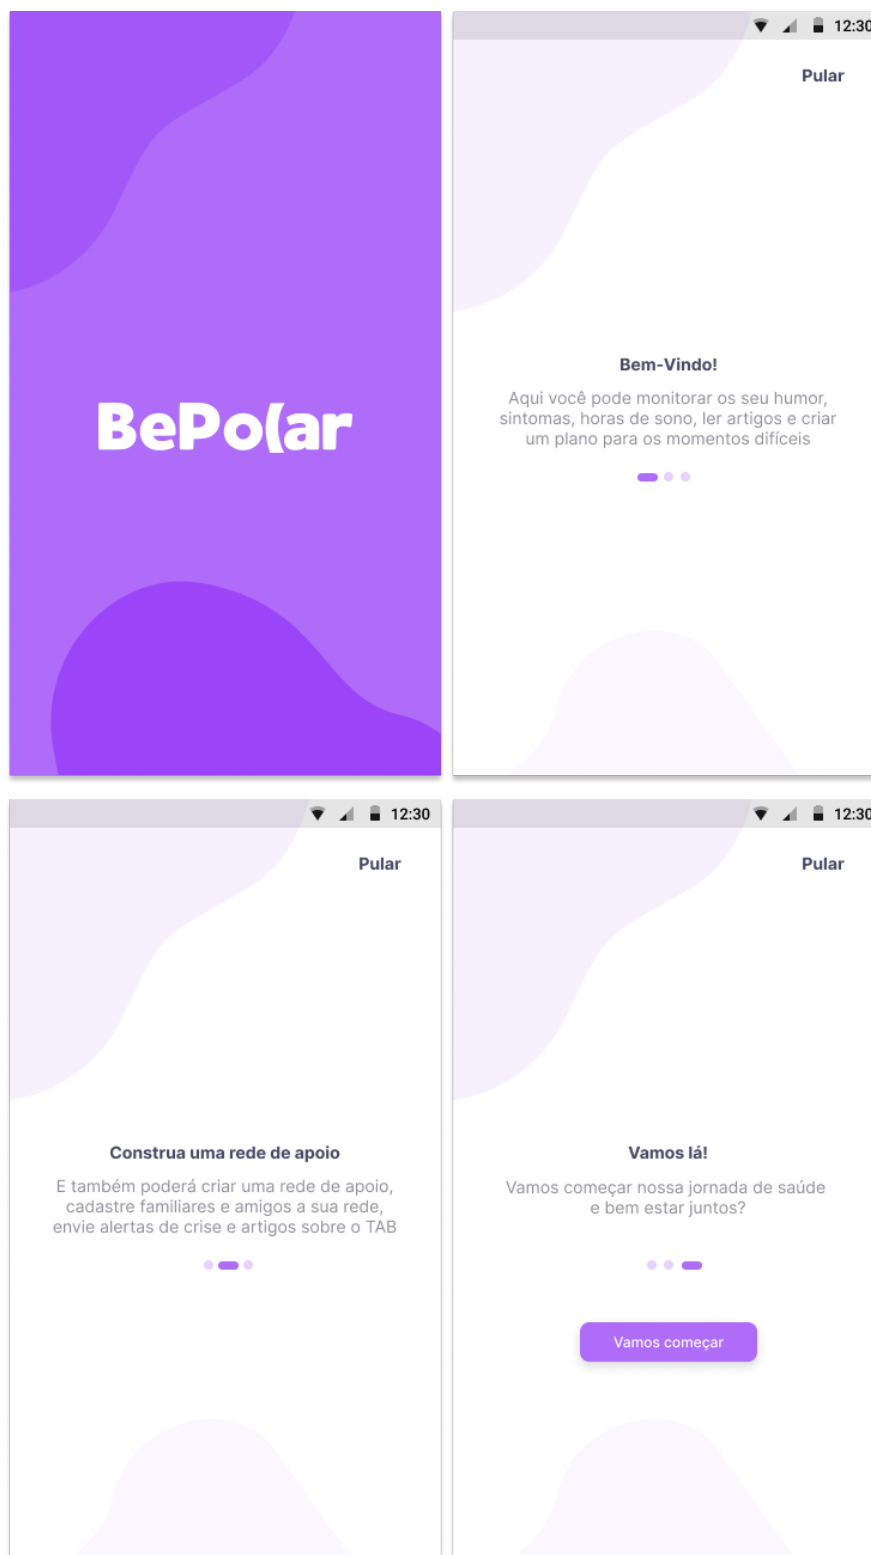 BePolar
12:30
Pular
Bem-Vindo!
Aqui você pode monitorar os seu humor,
sintomas, horas de sono, ler artigos e criar
um plano para os momentos difíceis
12:30
Pular
Construa uma rede de apoio
E também poderá criar uma rede de apoio,
cadastre familiares e amigos a sua rede,
envie alertas de crise e artigos sobre o TAB
12:30
Pular
Vamos lá!
Vamos começar nossa jornada de saúde
e bem estar juntos?
Vamos começar